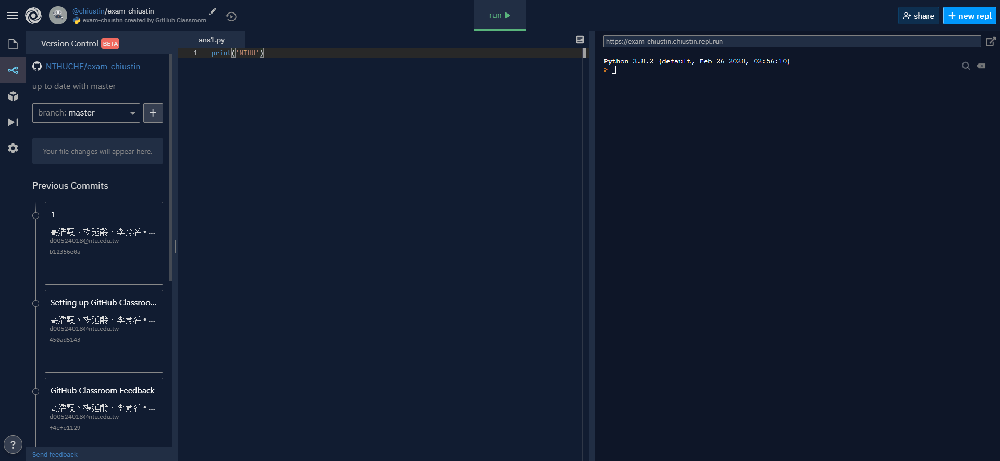 @chiustin/exam-chiustin
exam-chiustin created by GitHub Classroom
run
share
+ new repl
Version Control BETA
NTHUCHE/exam-chiustin
up to date with master
branch: master
+
Your file changes will appear here.
Previous Commits
1
高浩馭、楊延齡、李育名 • ...
d00524018@ntu.edu.tw
b12356e0a
Setting up GitHub Classroo...
高浩馭、楊延齡、李育名 • ...
d00524018@ntu.edu.tw
450ad5143
GitHub Classroom Feedback
高浩馭、楊延齡、李育名 • ...
d00524018@ntu.edu.tw
f4efe1129
Send feedback
?
ans1.py
1 print('NTHU')
https://exam-chiustin.chiustin.repl.run
Python 3.8.2 (default, Feb 26 2020, 02:56:10)